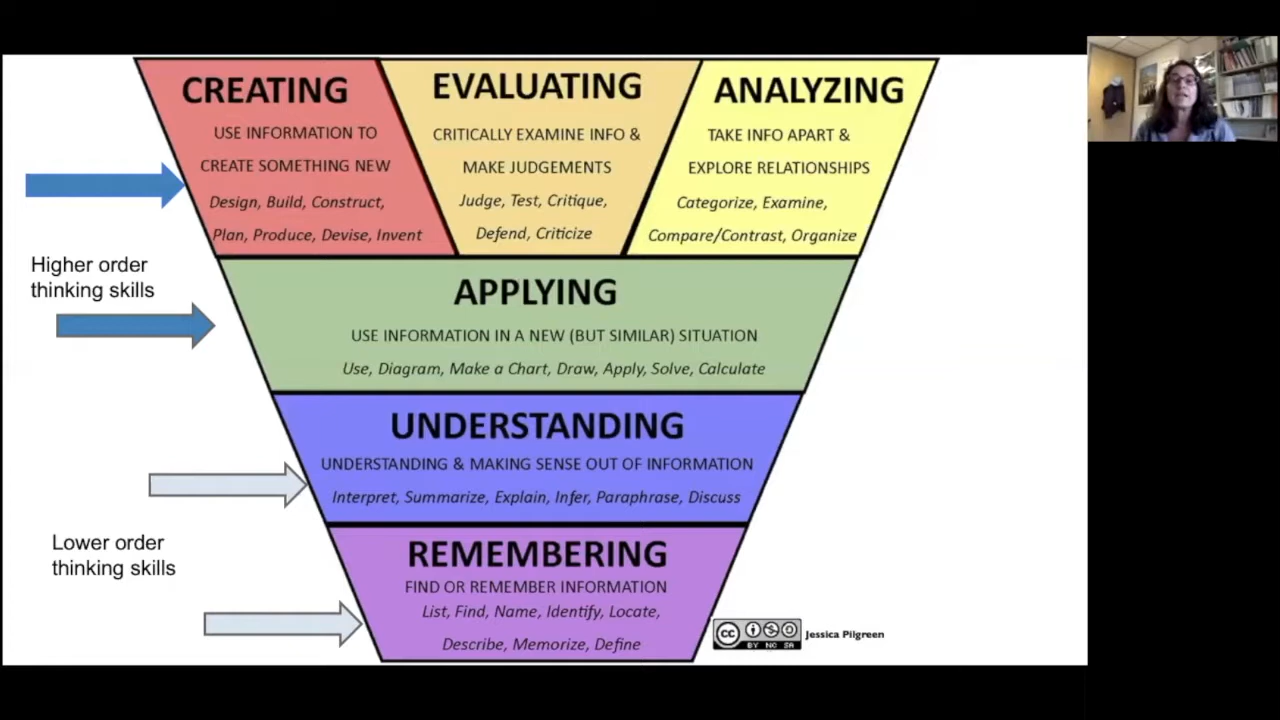 CREATING
USE INFORMATION TO
CREATE SOMETHING NEW
Design, Build, Construct,
Plan, Produce, Devise, Invent
EVALUATING
CRITICALLY EXAMINE INFO &
MAKE JUDGEMENTS
Judge, Test, Critique,
Defend, Criticize
ANALYZING
TAKE INFO APART &
EXPLORE RELATIONSHIPS
Categorize, Examine,
Compare/Contrast, Organize
Higher order
thinking skills
APPLYING
USE INFORMATION IN A NEW (BUT SIMILAR) SITUATION
Use, Diagram, Make a Chart, Draw, Apply, Solve, Calculate
UNDERSTANDING
UNDERSTANDING & MAKING SENSE OUT OF INFORMATION
Interpret, Summarize, Explain, Infer, Paraphrase, Discuss
Lower order
thinking skills
REMEMBERING
FIND OR REMEMBER INFORMATION
List, Find, Name, Identify, Locate,
Describe, Memorize, Define
cc
BY NC SA
Jessica Pilgreen